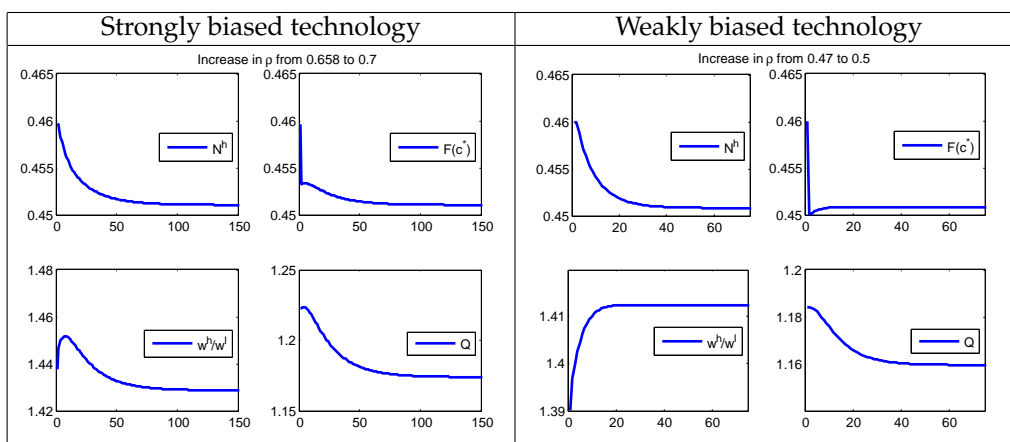 Strongly biased technology
Weakly biased technology
Increase in ρ from 0.658 to 0.7
0.465
0.46
0.455
0.45
0 50 100 150
N^h
0.465
0.46
0.455
0.45
0 50 100 150
F(c^*)
1.48
1.46
1.44
1.42
0 50 100 150
w^h/w^l
1.25
1.2
1.15
0 50 100 150
Q
Increase in ρ from 0.47 to 0.5
0.465
0.46
0.455
0.45
0 20 40 60
N^h
0.465
0.46
0.455
0.45
0 20 40 60
F(c^*)
1.41
1.4
1.39
0 20 40 60
w^h/w^l
1.2
1.18
1.16
0 20 40 60
Q